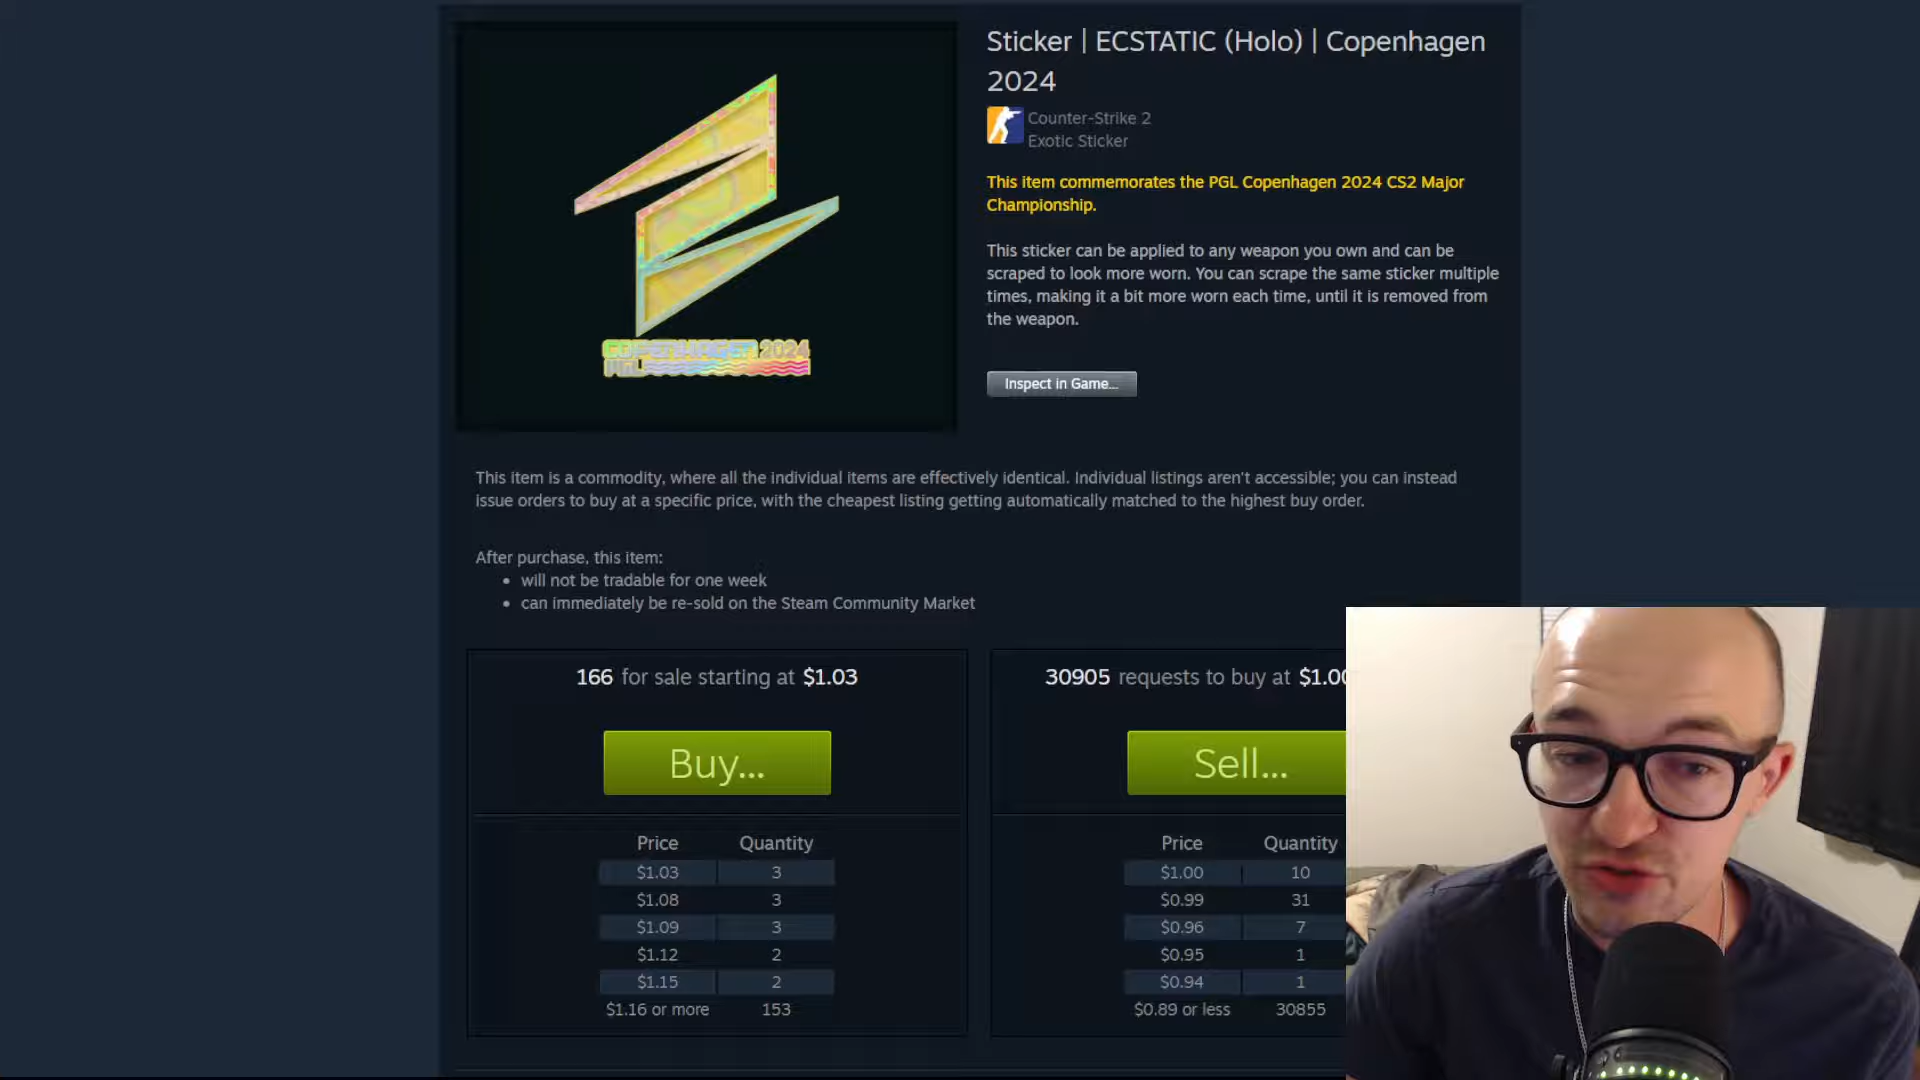 Sticker | ECSTATIC (Holo) | Copenhagen
2024
Counter-Strike 2
Exotic Sticker
This item commemorates the PGL Copenhagen 2024 CS2 Major
Championship.
This sticker can be applied to any weapon you own and can be
scraped to look more worn. You can scrape the same sticker multiple
times, making it a bit more worn each time, until it is removed from
the weapon.
Inspect in Game...
COPENHAGEN 2024
PGL
This item is a commodity, where all the individual items are effectively identical. Individual listings aren't accessible; you can instead
issue orders to buy at a specific price, with the cheapest listing getting automatically matched to the highest buy order.
After purchase, this item:
• will not be tradable for one week
• can immediately be re-sold on the Steam Community Market
166 for sale starting at $1.03
Buy...
Price Quantity
$1.03 3
$1.08 3
$1.09 3
$1.12 2
$1.15 2
$1.16 or more 153
30905 requests to buy at $1.00
Sell...
Price Quantity
$1.00 10
$0.99 31
$0.96 7
$0.95 1
$0.94 1
$0.89 or less 30855